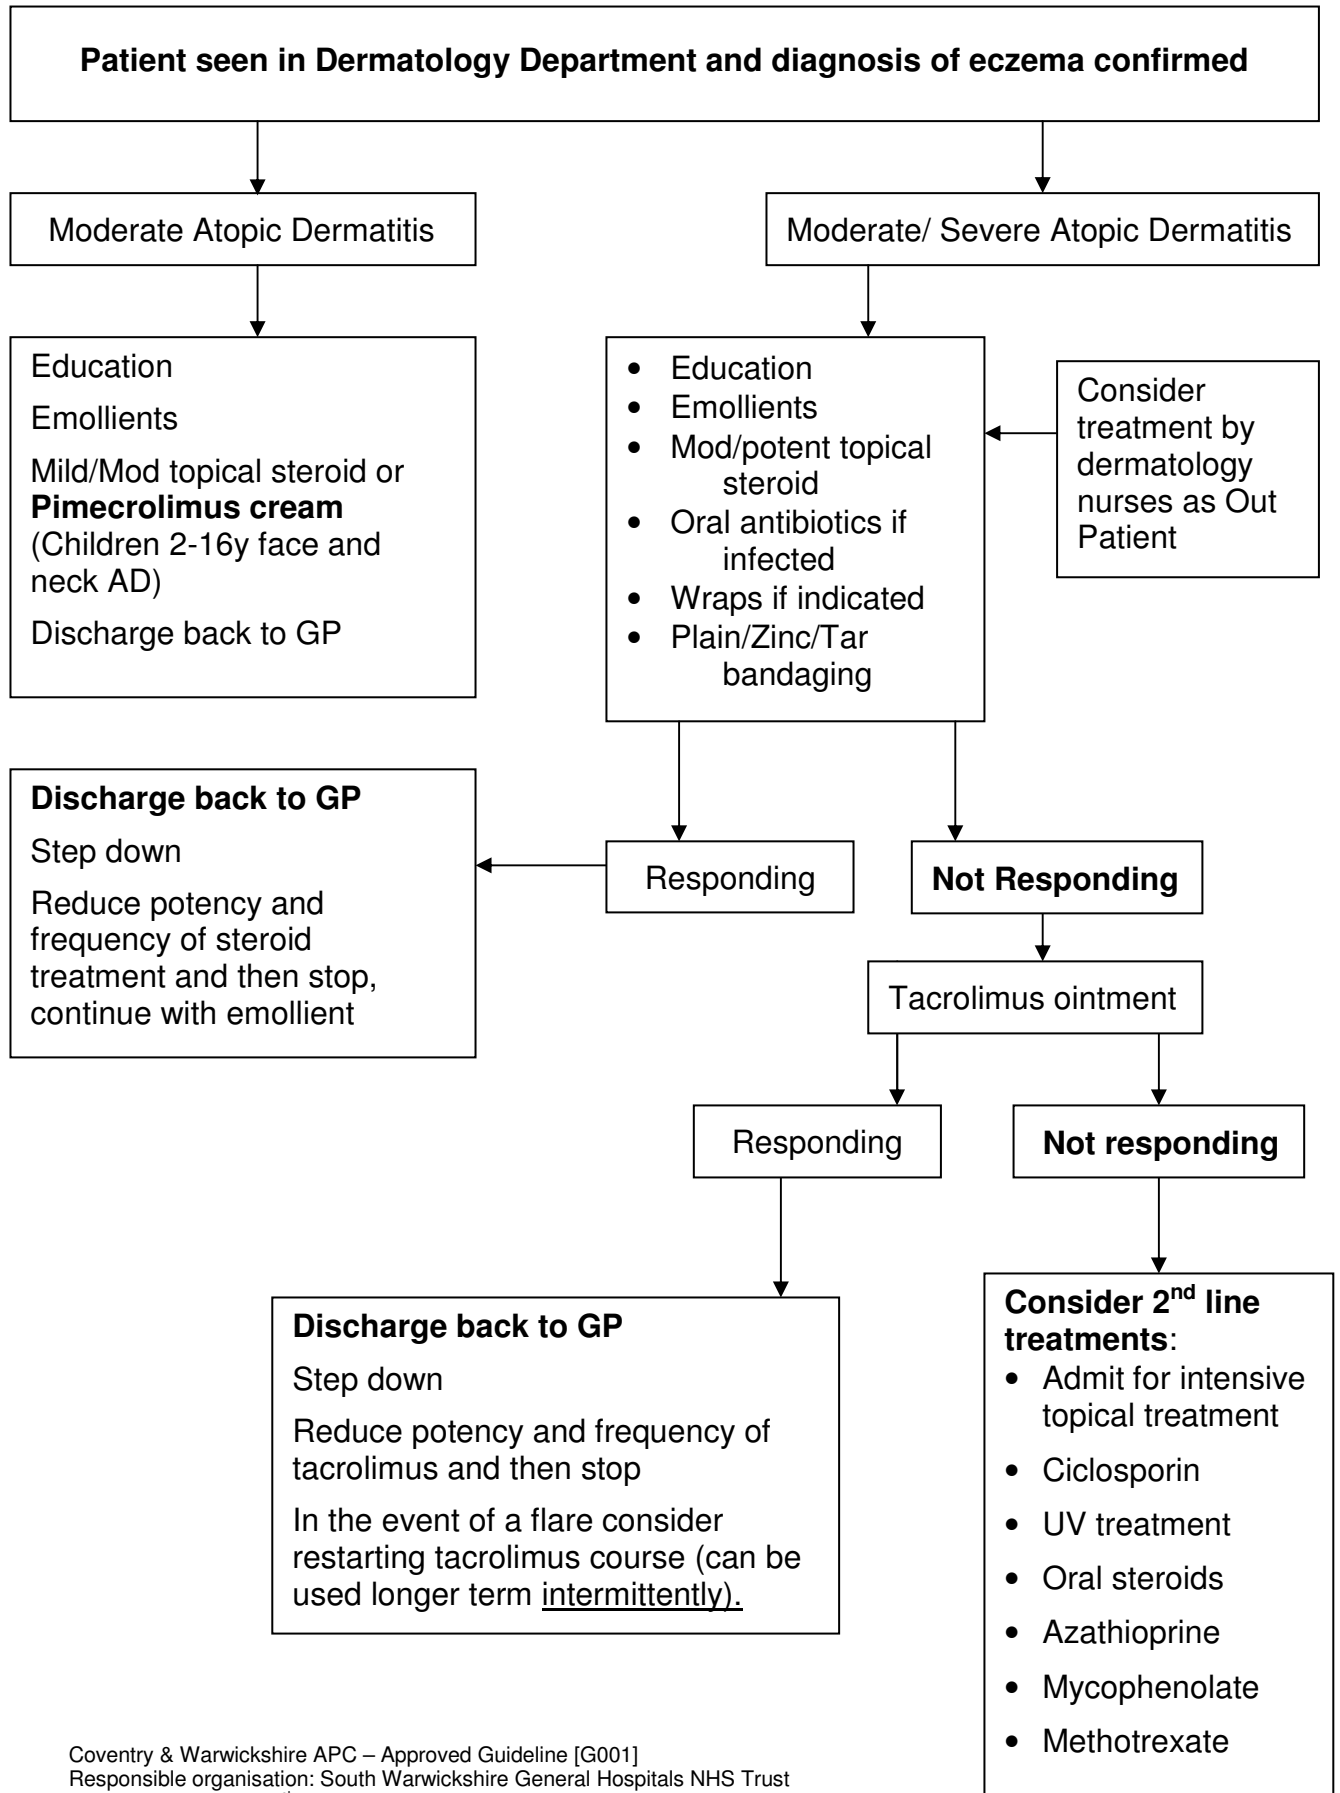 Patient seen in Dermatology Department and diagnosis of eczema confirmed
Moderate Atopic Dermatitis
Moderate/ Severe Atopic Dermatitis
Education
Emollients
Mild/Mod topical steroid or
Pimecrolimus cream
(Children 2-16y face and
neck AD)
Discharge back to GP
• Education
• Emollients
• Mod/potent topical
steroid
• Oral antibiotics if
infected
• Wraps if indicated
• Plain/Zinc/Tar
bandaging
Consider
treatment by
dermatology
nurses as Out
Patient
Discharge back to GP
Step down
Reduce potency and
frequency of steroid
treatment and then stop,
continue with emollient
Responding
Not Responding
Tacrolimus ointment
Responding
Not responding
Discharge back to GP
Step down
Reduce potency and frequency of
tacrolimus and then stop
In the event of a flare consider
restarting tacrolimus course (can be
used longer term intermittently).
Consider 2nd line
treatments:
• Admit for intensive
topical treatment
• Ciclosporin
• UV treatment
• Oral steroids
• Azathioprine
• Mycophenolate
• Methotrexate
Coventry & Warwickshire APC – Approved Guideline [G001]
Responsible organisation: South Warwickshire General Hospitals NHS Trust